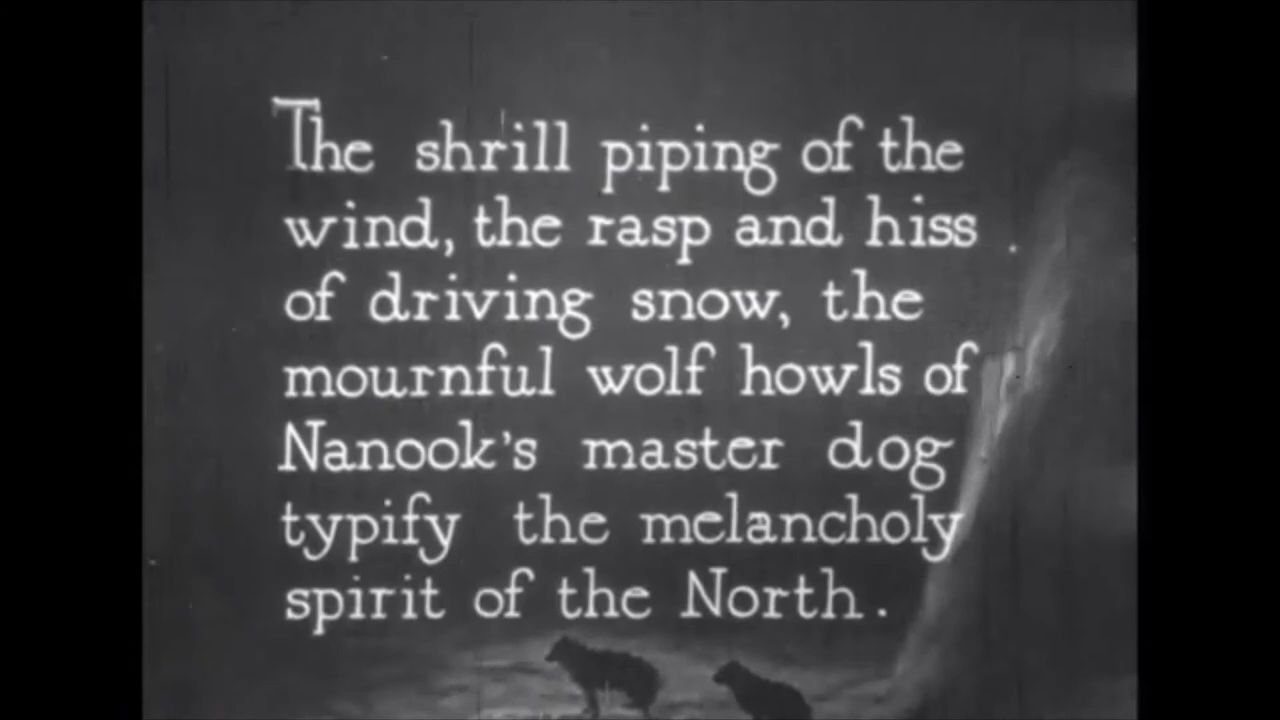 The shrill piping of the
wind, the rasp and hiss
of driving snow, the
mournful wolf howls of
Nanook's master dog
typify the melancholy
spirit of the North.